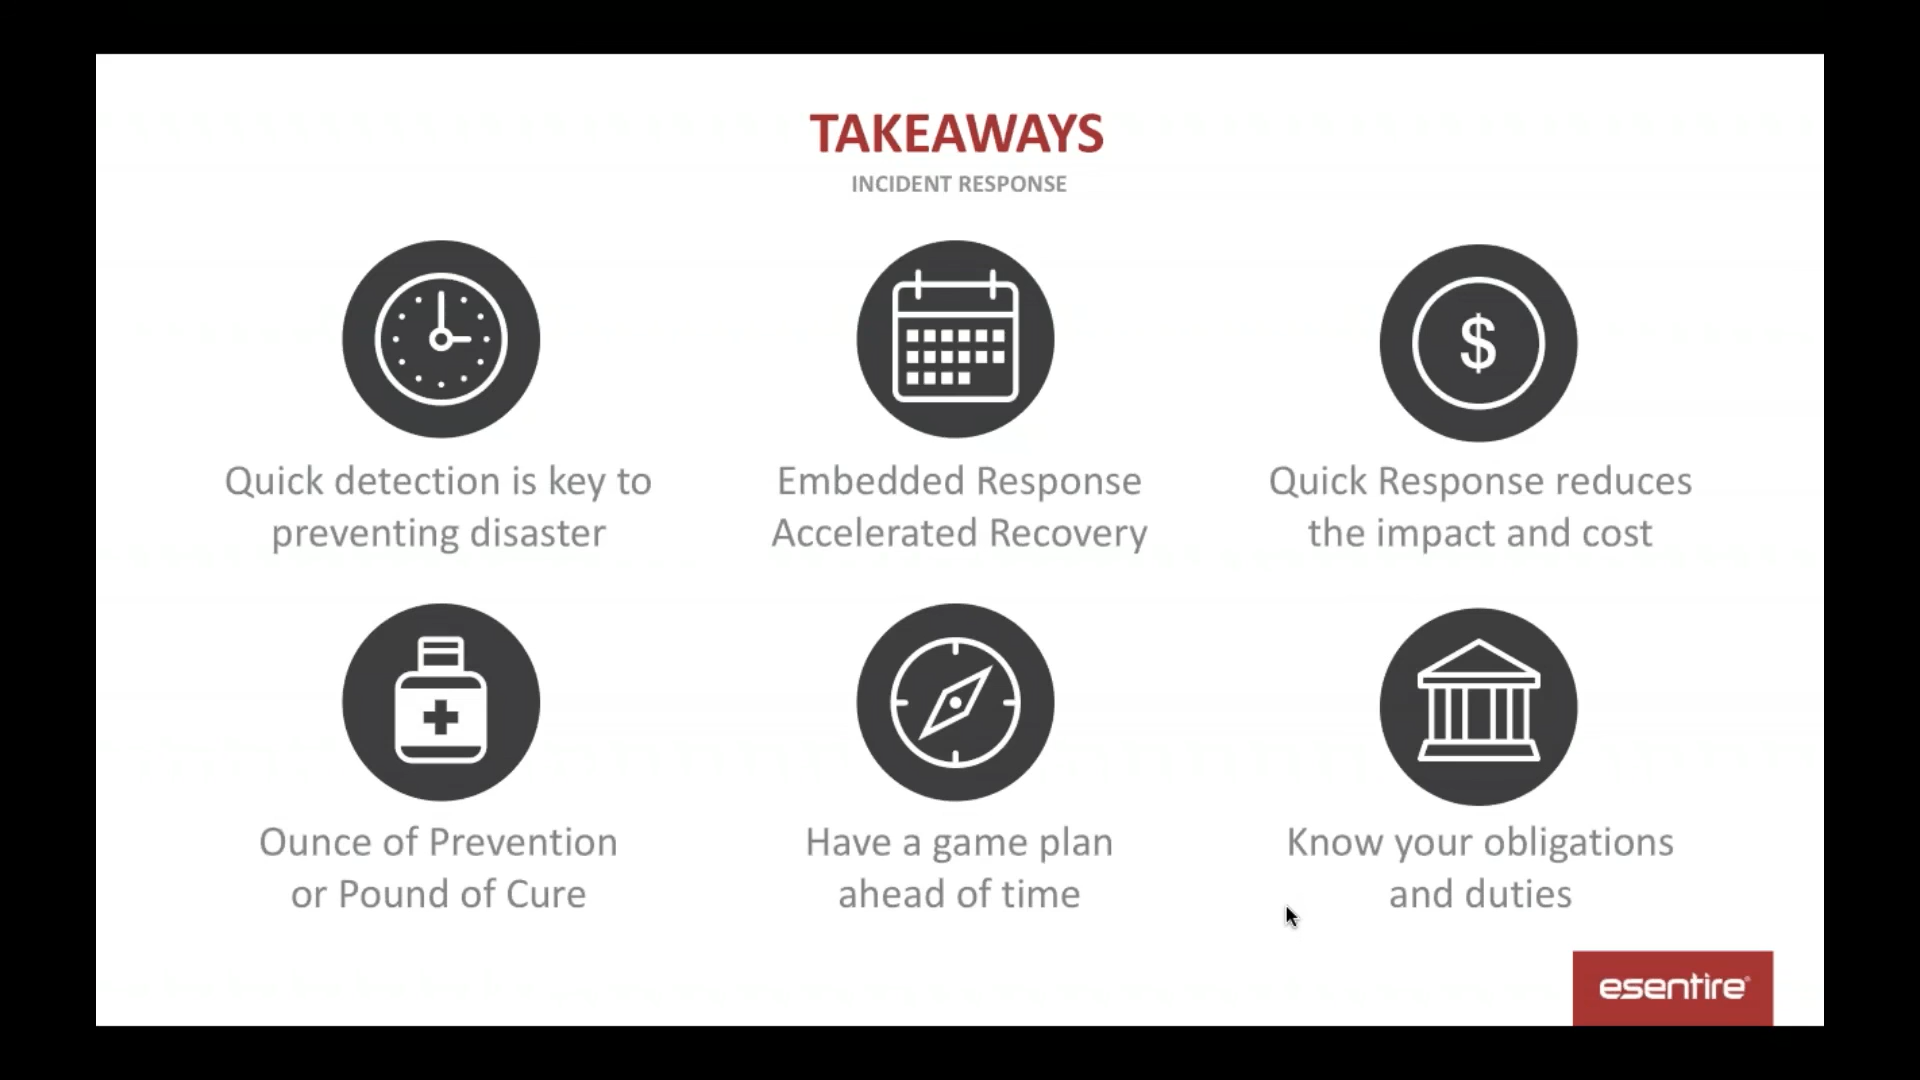 TAKEAWAYS
INCIDENT RESPONSE
Quick detection is key to
preventing disaster
Embedded Response
Accelerated Recovery
$
Quick Response reduces
the impact and cost
Ounce of Prevention
or Pound of Cure
Have a game plan
ahead of time
Know your obligations
and duties
esentire®